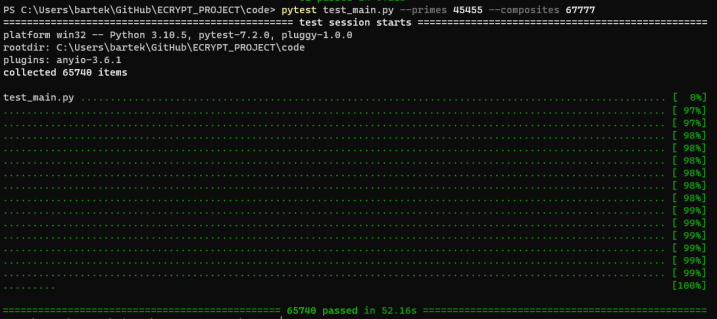 PS C:\Users\bartek\GitHub\ECRYPT_PROJECT\code> pytest test_main.py --primes 45455 --composites 67777
================================================= test session starts =================================================
platform win32 -- Python 3.10.5, pytest-7.2.0, pluggy-1.0.0
rootdir: C:\Users\bartek\GitHub\ECRYPT_PROJECT\code
plugins: anyio-3.6.1
collected 65740 items
test_main.py ..................................................................................................... [  0%]
.................................................................................................................. [ 97%]
.................................................................................................................. [ 97%]
.................................................................................................................. [ 98%]
.................................................................................................................. [ 98%]
.................................................................................................................. [ 98%]
.................................................................................................................. [ 98%]
.................................................................................................................. [ 98%]
.................................................................................................................. [ 98%]
.................................................................................................................. [ 99%]
.................................................................................................................. [ 99%]
.................................................................................................................. [ 99%]
.................................................................................................................. [ 99%]
.................................................................................................................. [ 99%]
.................................................................................................................. [ 99%]
......... [100%]
=============================================== 65740 passed in 52.16s ================================================